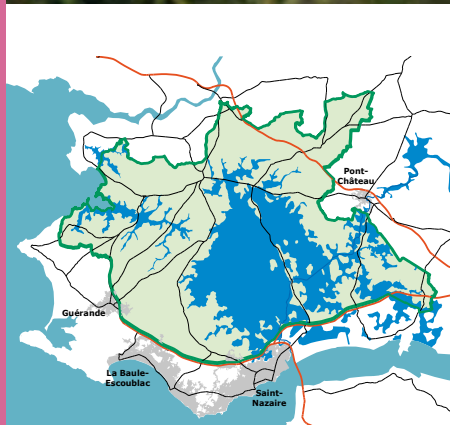 Pont-
Château
Guérande
La Baule-
Escoublac
Saint-
Nazaire